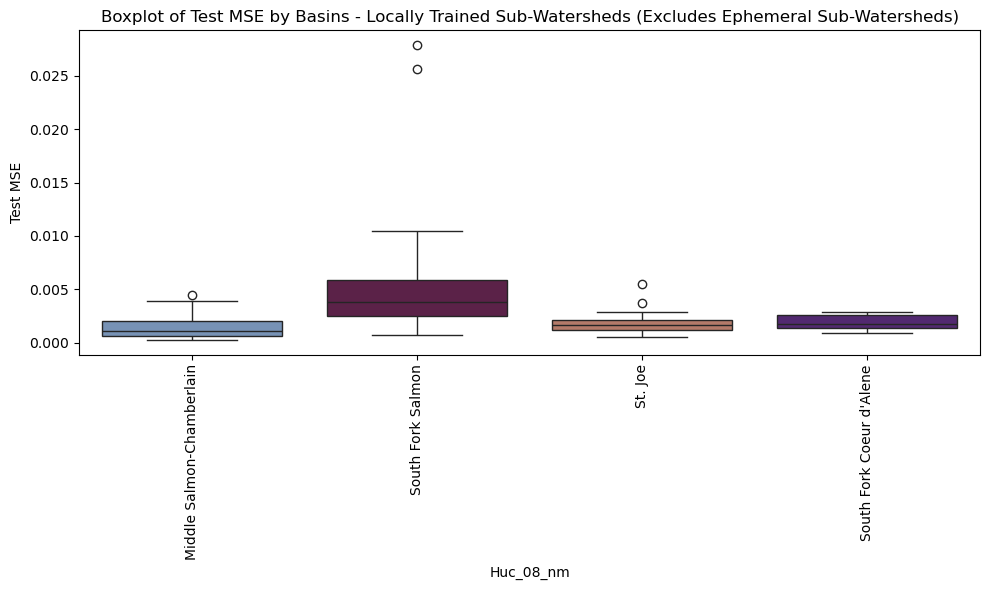 Boxplot of Test MSE by Basins - Locally Trained Sub-Watersheds (Excludes Ephemeral Sub-Watersheds)
0.025
0.020
0.015
0.010
0.005
0.000
Test MSE
Middle Salmon-Chamberlain
South Fork Salmon
St. Joe
South Fork Coeur d'Alene
Huc_08_nm